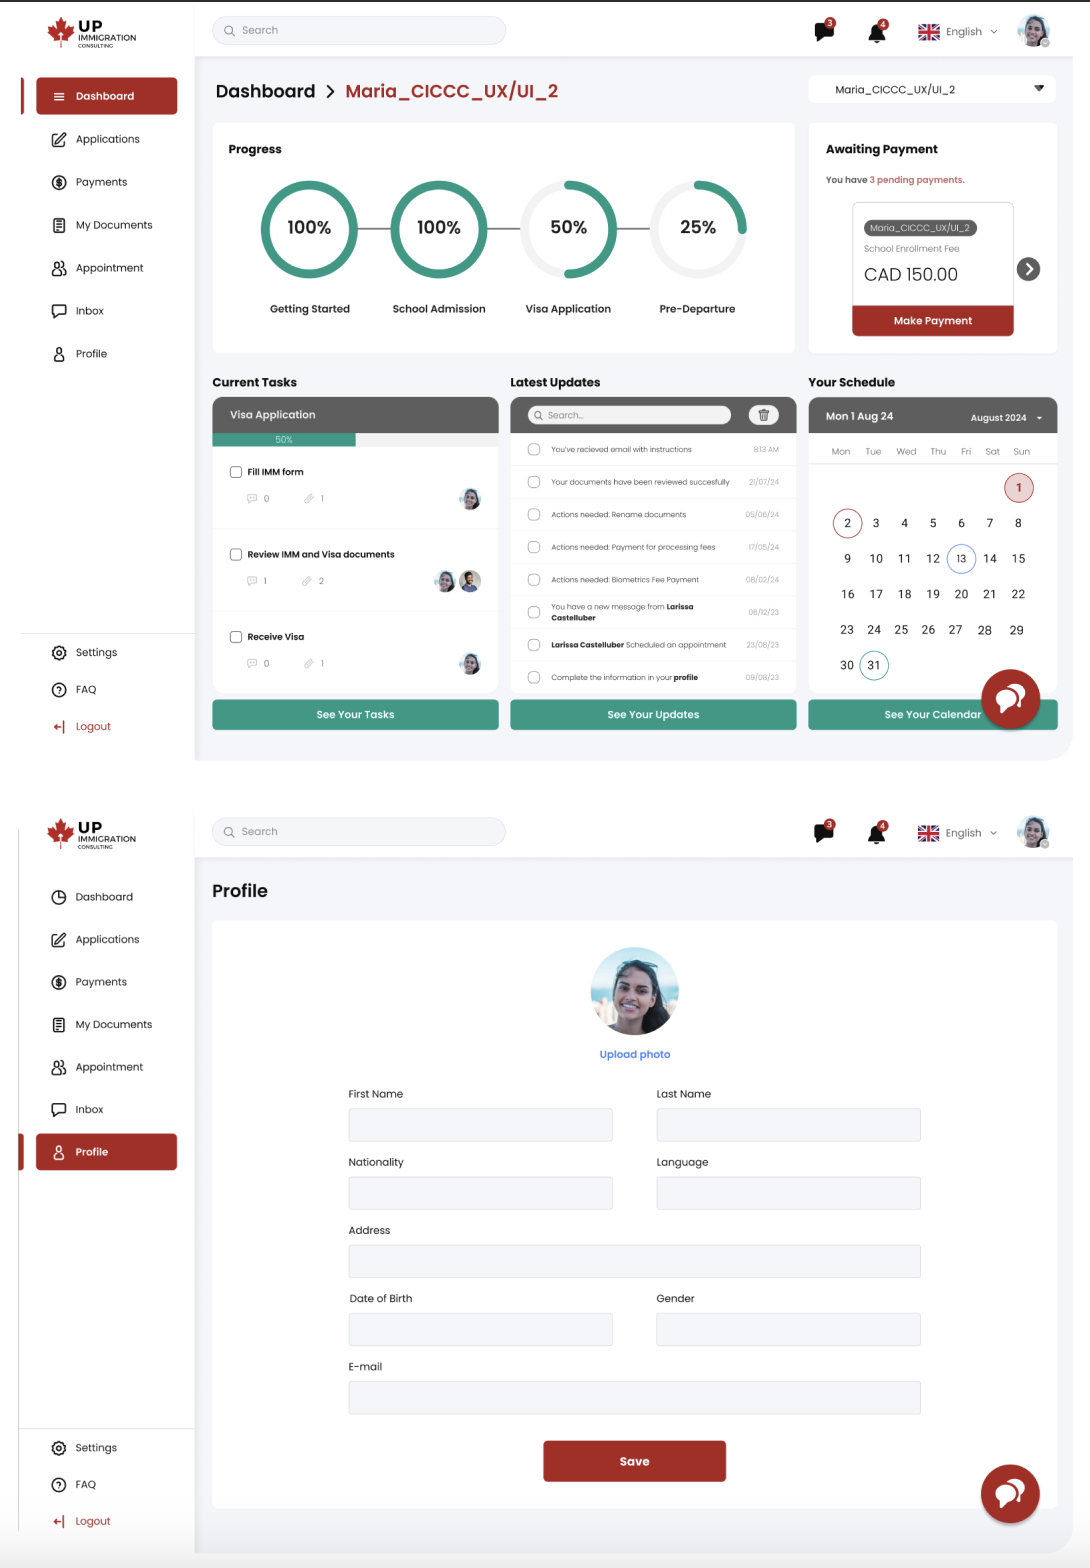 UP
IMMIGRATION
CONSULTING
Search
3
4
English
Dashboard
Applications
Payments
My Documents
Appointment
Inbox
Profile
Settings
FAQ
Logout
Dashboard > Maria_CICCC_UX/UI_2
Maria_CICCC_UX/UI_2
Progress
100%
100%
50%
25%
Getting Started
School Admission
Visa Application
Pre-Departure
Awaiting Payment
You have 3 pending payments.
Maria_CICCC_UX/UI_2
School Enrollment Fee
CAD 150.00
Make Payment
Current Tasks
Visa Application
50%
Fill IMM form
0 1
Review IMM and Visa documents
1 2
Receive Visa
0 1
See Your Tasks
Latest Updates
Search..
You've recieved email with instructions 8:13 AM
Your documents have been reviewed succesfully 21/07/24
Actions needed: Rename documents 05/06/24
Actions needed: Payment for processing fees 17/05/24
Actions needed: Biometrics Fee Payment 08/02/24
You have a new message from Larissa
Castelluber 06/12/23
Larissa Castelluber Scheduled an appointment 23/08/23
Complete the information in your profile 09/08/23
See Your Updates
Your Schedule
Mon 1 Aug 24 August 2024
Mon Tue Wed Thu Fri Sat Sun
1
2 3 4 5 6 7 8
9 10 11 12 13 14 15
16 17 18 19 20 21 22
23 24 25 26 27 28 29
30 31
See Your Calendar
UP
IMMIGRATION
CONSULTING
Search
3
4
English
Dashboard
Applications
Payments
My Documents
Appointment
Inbox
Profile
Settings
FAQ
Logout
Profile
Upload photo
First Name Last Name
Nationality Language
Address
Date of Birth Gender
E-mail
Save